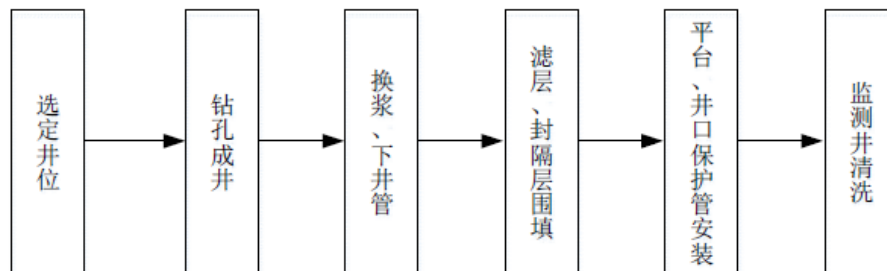 选定井位
钻孔成井
换浆、下井管
滤层、封隔层围填
平台、井口保护管安装
监测井清洗